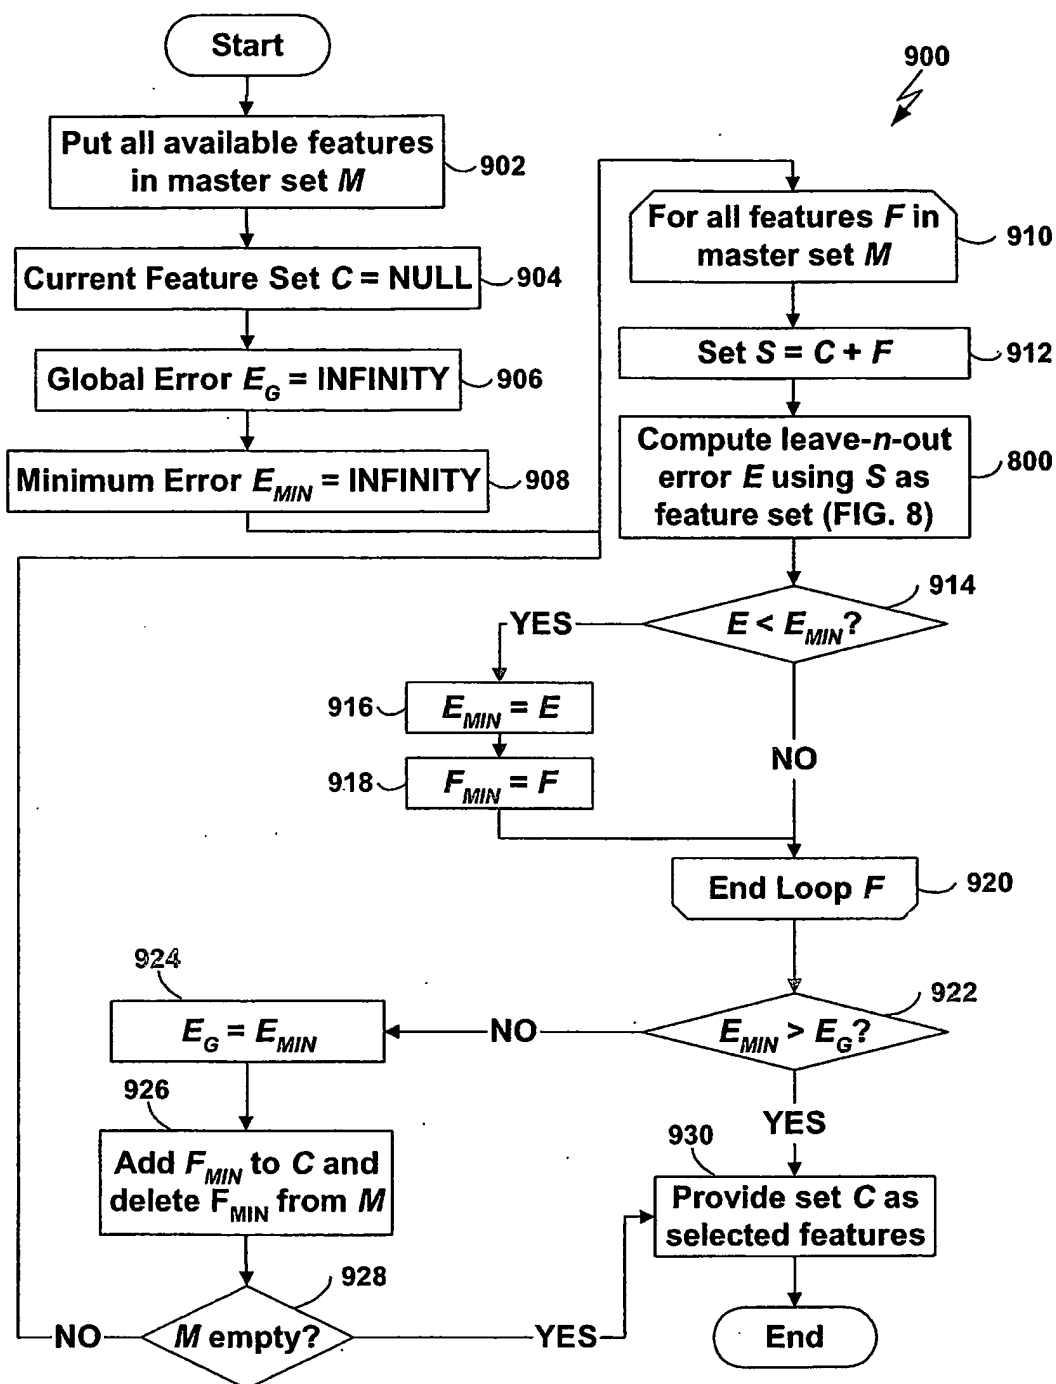 Start
900
Put all available features
in master set M
902
Current Feature Set C = NULL
904
Global Error E_G = INFINITY
906
Minimum Error E_MIN = INFINITY
908
For all features F in
master set M
910
Set S = C + F
912
Compute leave-n-out
error E using S as
feature set (FIG. 8)
800
914
E < E_MIN?
YES
NO
916
E_MIN = E
918
F_MIN = F
End Loop F
920
922
E_MIN > E_G?
NO
YES
924
E_G = E_MIN
926
Add F_MIN to C and
delete F_MIN from M
928
M empty?
NO
YES
930
Provide set C as
selected features
End